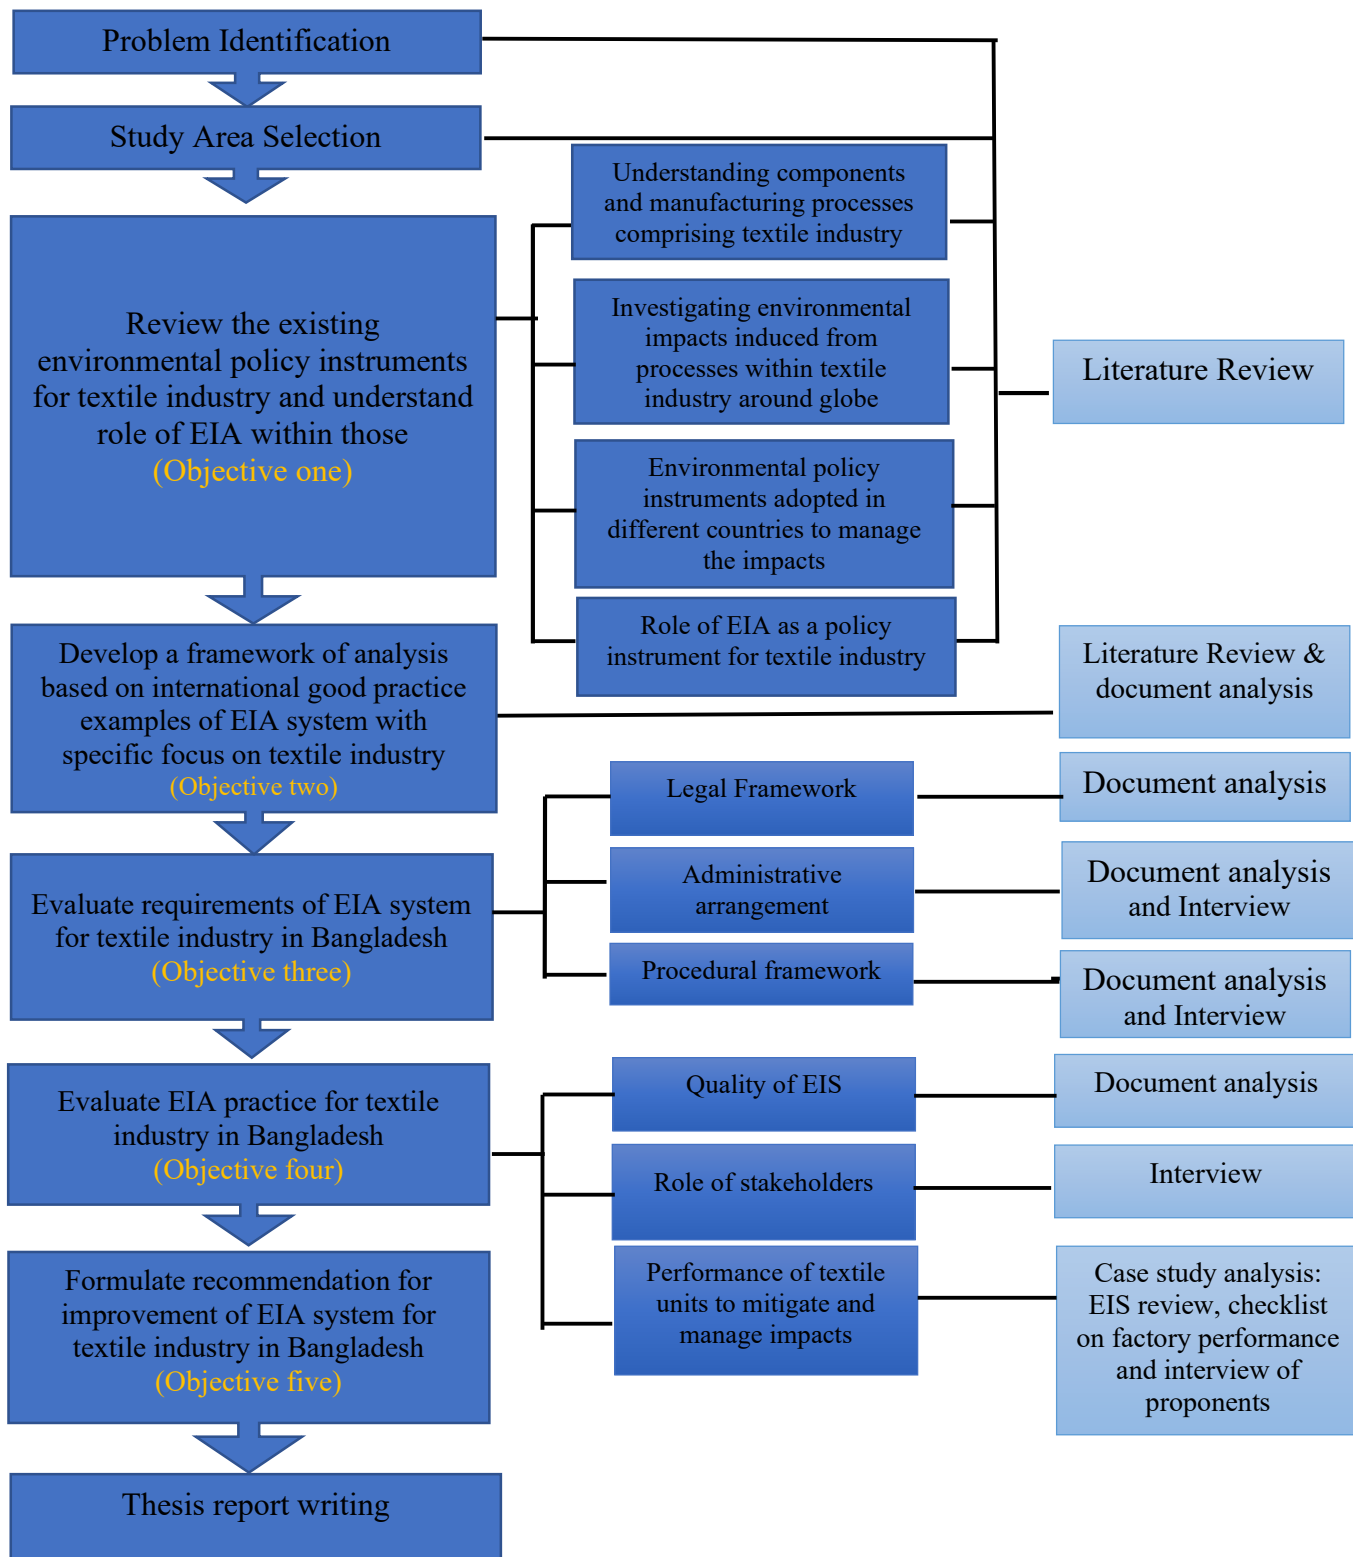 Problem Identification
Study Area Selection
Understanding components
and manufacturing processes
comprising textile industry
Review the existing
environmental policy instruments
for textile industry and understand
role of EIA within those
(Objective one)
Investigating environmental
impacts induced from
processes within textile
industry around globe
Literature Review
Environmental policy
instruments adopted in
different countries to manage
the impacts
Role of EIA as a policy
instrument for textile industry
Develop a framework of analysis
based on international good practice
examples of EIA system with
specific focus on textile industry
(Objective two)
Literature Review &
document analysis
Evaluate requirements of EIA system
for textile industry in Bangladesh
(Objective three)
Legal Framework
Document analysis
Administrative
arrangement
Document analysis
and Interview
Procedural framework
Document analysis
and Interview
Evaluate EIA practice for textile
industry in Bangladesh
(Objective four)
Quality of EIS
Document analysis
Role of stakeholders
Interview
Performance of textile
units to mitigate and
manage impacts
Case study analysis:
EIS review, checklist
on factory performance
and interview of
proponents
Formulate recommendation for
improvement of EIA system for
textile industry in Bangladesh
(Objective five)
Thesis report writing